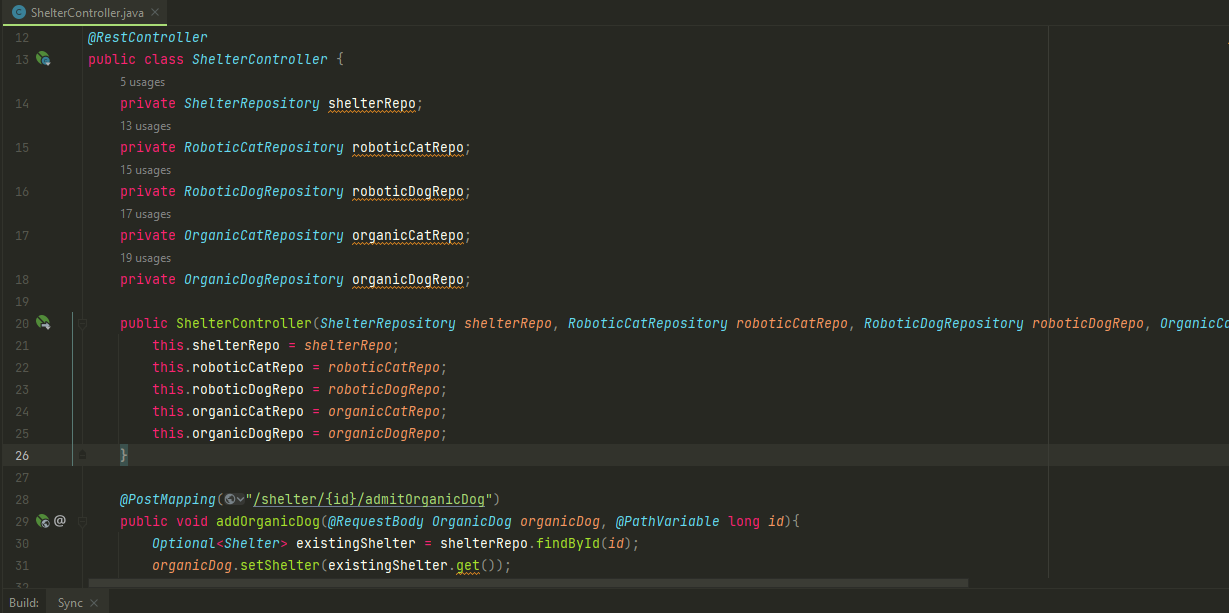 ShelterController.java
12 @RestController
13 public class ShelterController {
5 usages
14 private ShelterRepository shelterRepo;
13 usages
15 private RoboticCatRepository roboticCatRepo;
15 usages
16 private RoboticDogRepository roboticDogRepo;
17 usages
17 private OrganicCatRepository organicCatRepo;
19 usages
18 private OrganicDogRepository organicDogRepo;
19
20 public ShelterController(ShelterRepository shelterRepo, RoboticCatRepository roboticCatRepo, RoboticDogRepository roboticDogRepo,
21 this.shelterRepo = shelterRepo;
22 this.roboticCatRepo = roboticCatRepo;
23 this.roboticDogRepo = roboticDogRepo;
24 this.organicCatRepo = organicCatRepo;
25 this.organicDogRepo = organicDogRepo;
26 }
27
28 @PostMapping("/shelter/{id}/admitOrganicDog")
29 @ public void addOrganicDog(@RequestBody OrganicDog organicDog, @PathVariable long id){
30 Optional<Shelter> existingShelter = shelterRepo.findById(id);
31 organicDog.setShelter(existingShelter.get());
32
Build: Sync